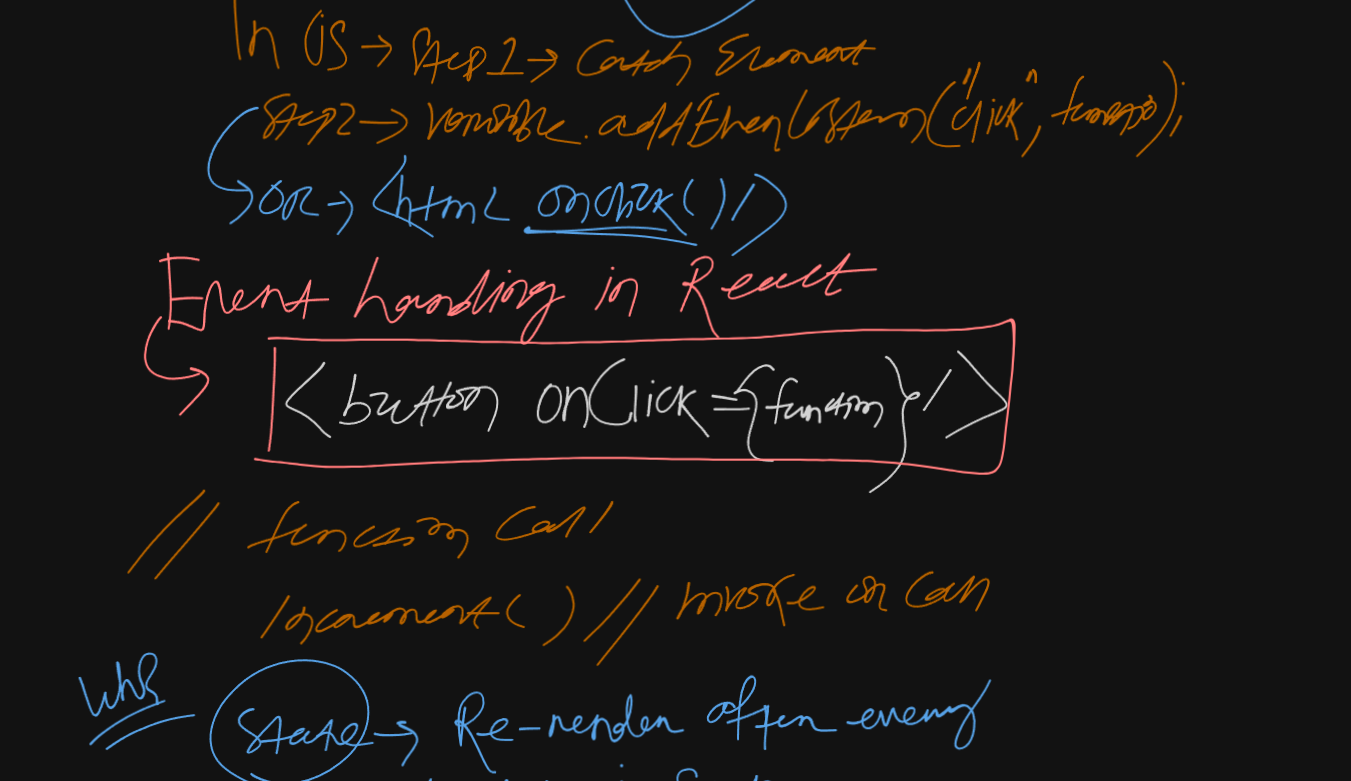 In JS → Step 1 → Catch Element
Step 2 → variable.addEventListener("click", function);
OR → <html onclick()/>
Event handling in React
<button onClick={function}/>
// function call
Increment() // Invoke or Call
Why
State → Re-render after every